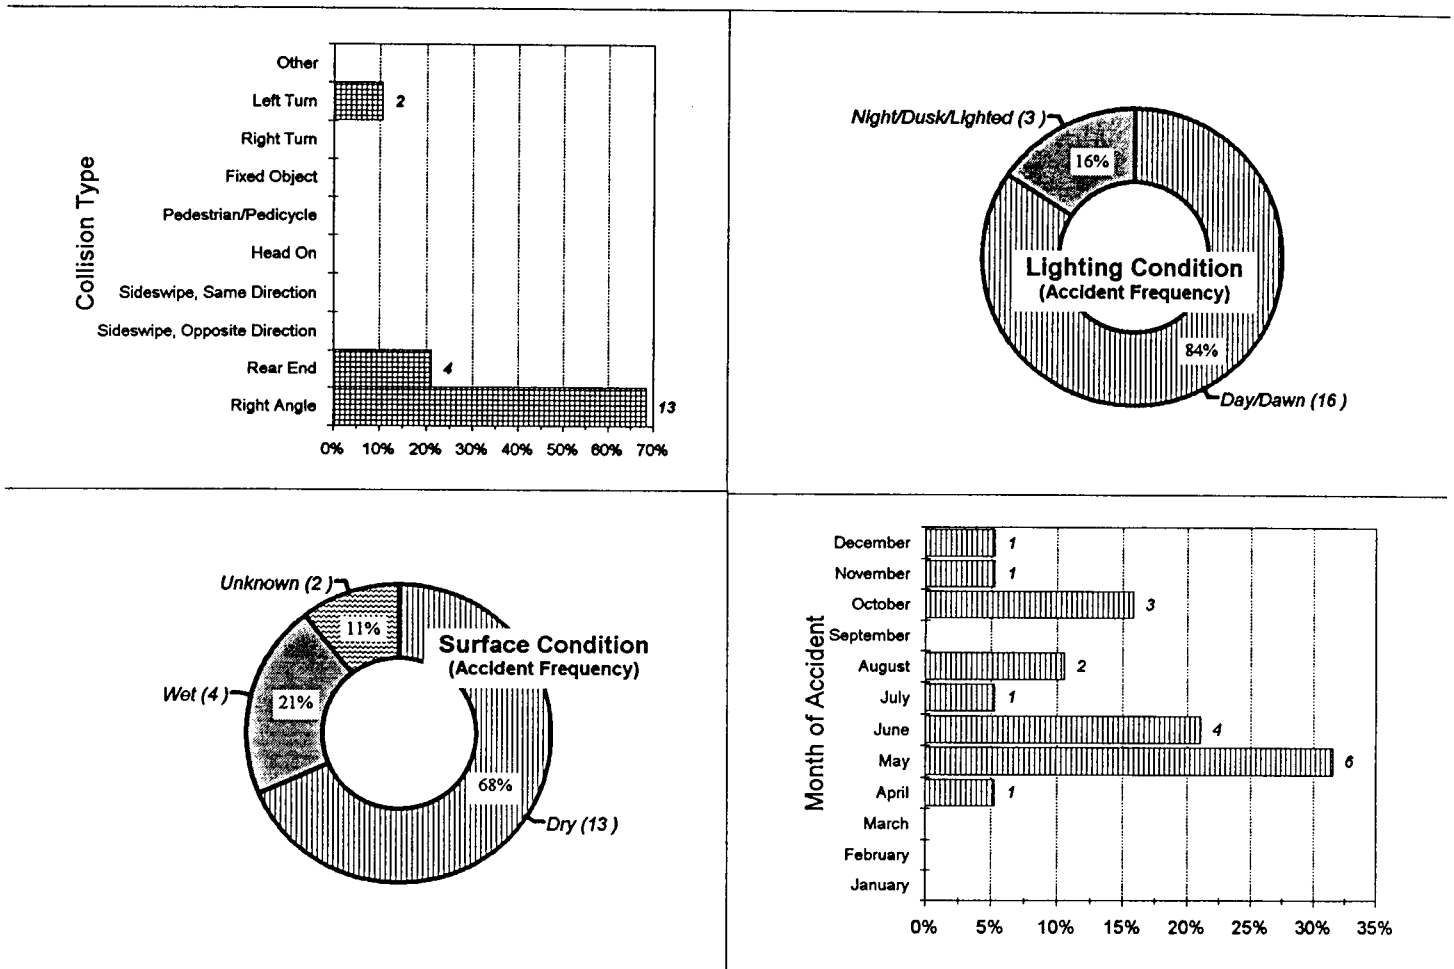 Collision Type
Other
Left Turn
2
Right Turn
Fixed Object
Pedestrian/Pedicycle
Head On
Sideswipe, Same Direction
Sideswipe, Opposite Direction
Rear End
4
Right Angle
13
0% 10% 20% 30% 40% 50% 60% 70%
Night/Dusk/Lighted (3 )
16%
Lighting Condition
(Accident Frequency)
84%
Day/Dawn (16 )
Unknown (2 )
11%
Surface Condition
(Accident Frequency)
Wet (4 )
21%
68%
Dry (13 )
Month of Accident
December
1
November
1
October
3
September
August
2
July
1
June
4
May
6
April
1
March
February
January
0% 5% 10% 15% 20% 25% 30% 35%